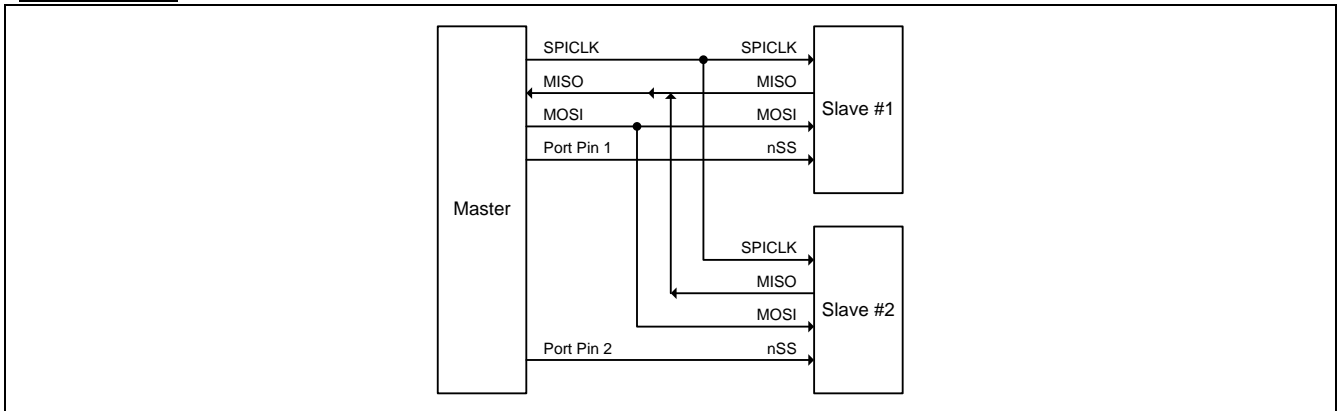 SPICLK SPICLK
MISO MISO
MOSI MOSI
Slave #1
Port Pin 1 nSS
Master
SPICLK
MISO
MOSI
Slave #2
Port Pin 2 nSS